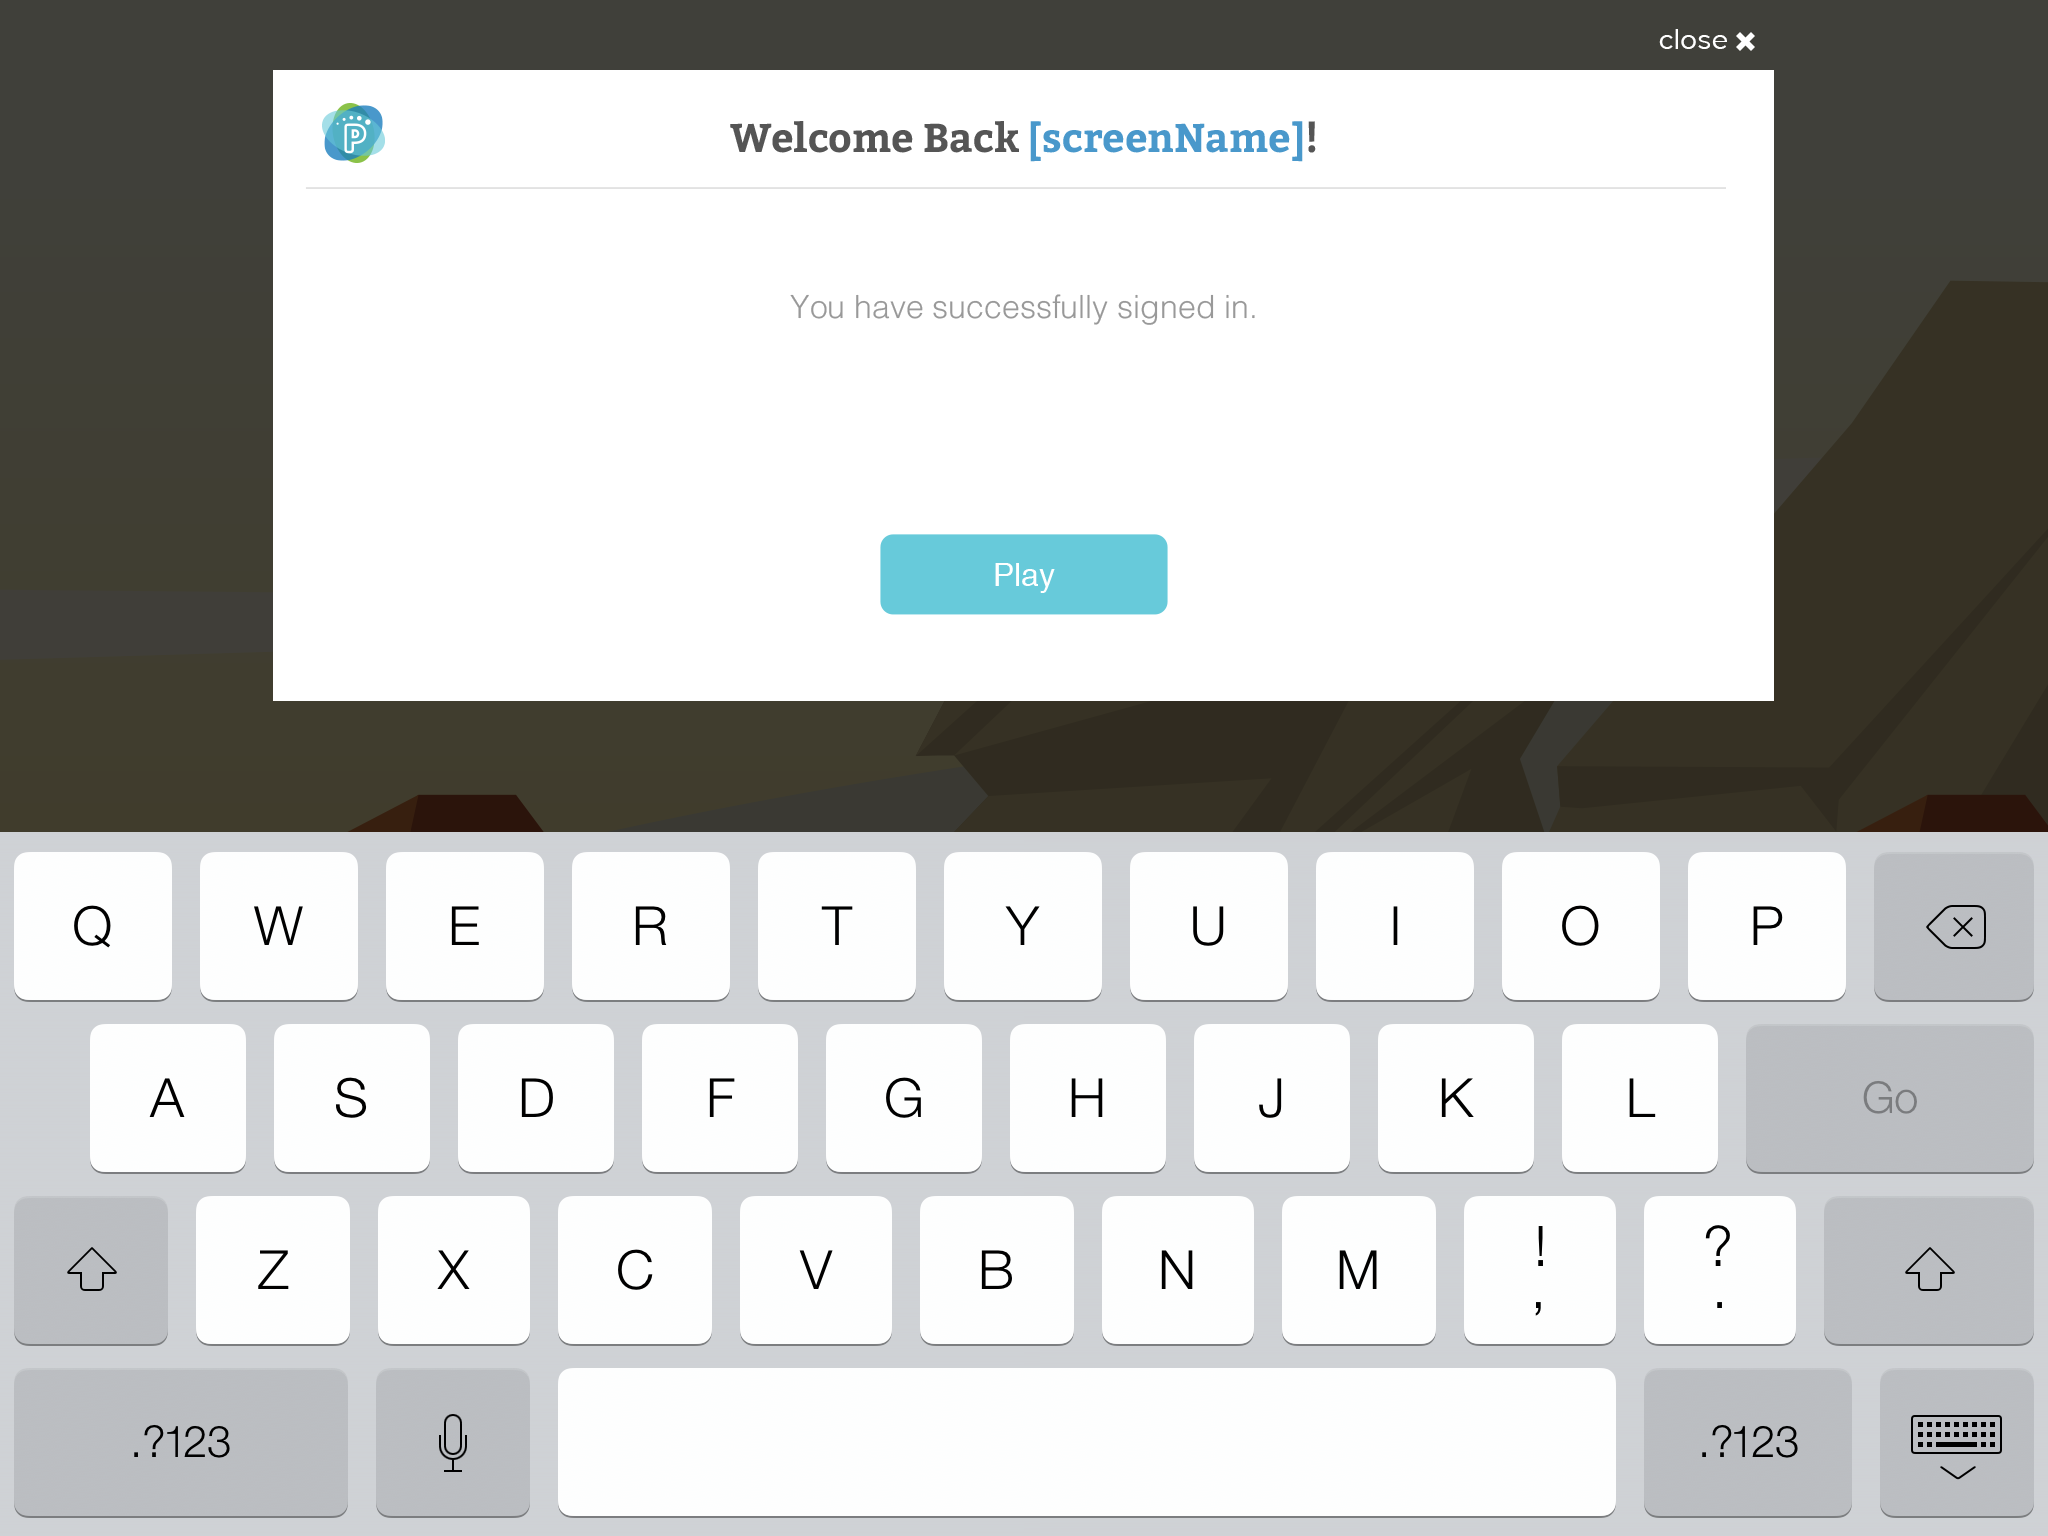 close ✖
P
Welcome Back [screenName]!
You have successfully signed in.
Play
Q W E R T Y U I O P
A S D F G H J K L Go
Z X C V B N M ! ?
, .
.?123 .?123